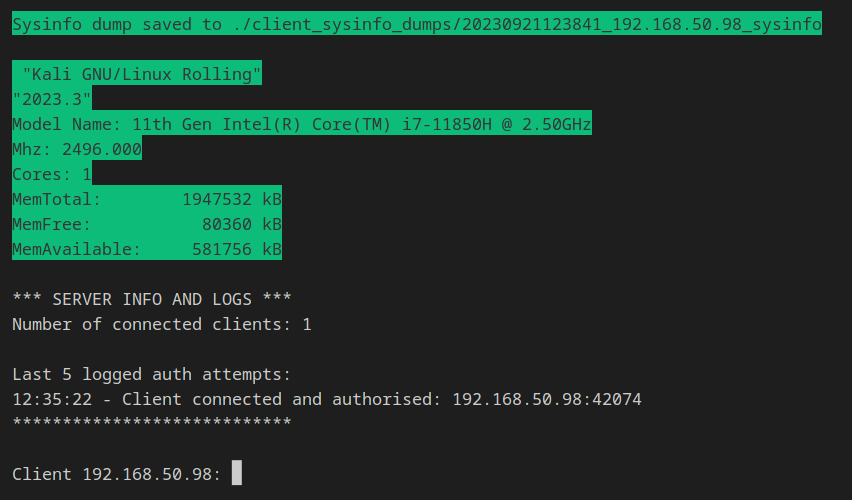 Sysinfo dump saved to ./client_sysinfo_dumps/20230921123841_192.168.50.98_sysinfo
"Kali GNU/Linux Rolling"
"2023.3"
Model Name: 11th Gen Intel(R) Core(TM) i7-11850H @ 2.50GHz
Mhz: 2496.000
Cores: 1
MemTotal:        1947532 kB
MemFree:           80360 kB
MemAvailable:     581756 kB
*** SERVER INFO AND LOGS ***
Number of connected clients: 1
Last 5 logged auth attempts:
12:35:22 - Client connected and authorised: 192.168.50.98:42074
****************************
Client 192.168.50.98: